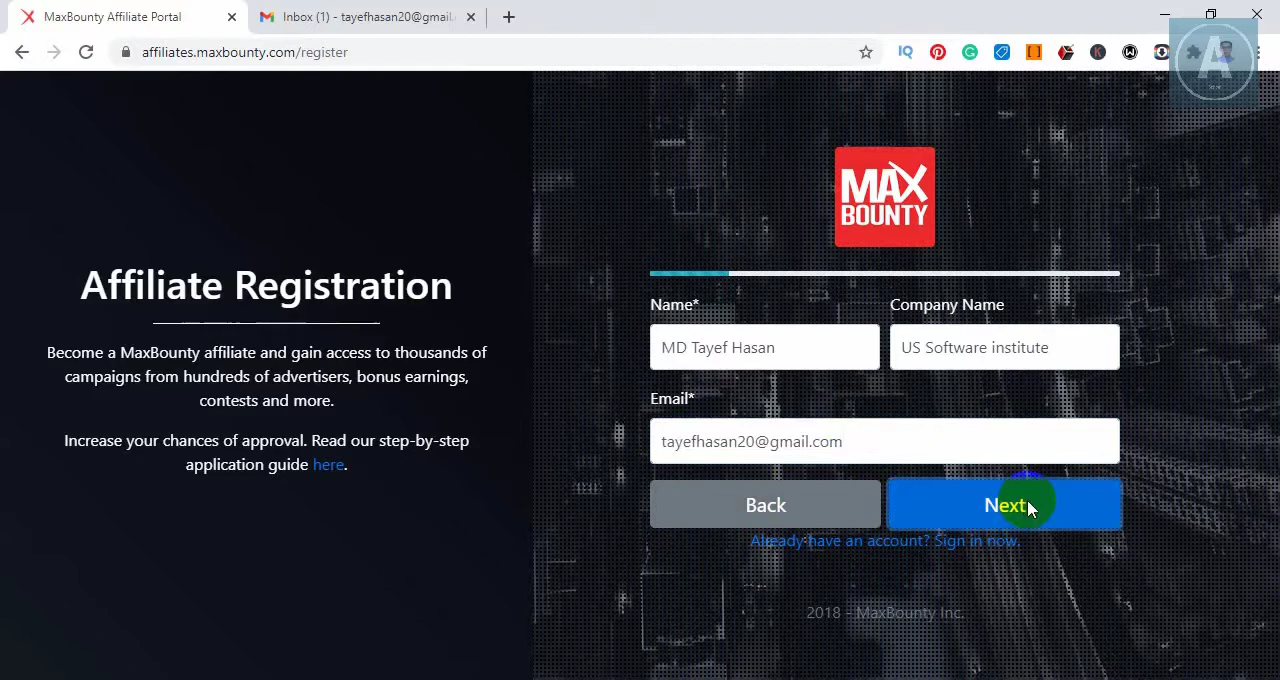 MaxBounty Affiliate Portal
Inbox (1) - tayefhasan20@gmail.
affiliates.maxbounty.com/register
IQ
A
MAX
BOUNTY
Affiliate Registration
Name*
Company Name
MD Tayef Hasan
US Software institute
Become a MaxBounty affiliate and gain access to thousands of
campaigns from hundreds of advertisers, bonus earnings,
contests and more.
Email*
tayefhasan20@gmail.com
Increase your chances of approval. Read our step-by-step
application guide here.
Back
Next
Already have an account? Sign in now.
2018 - MaxBounty Inc.